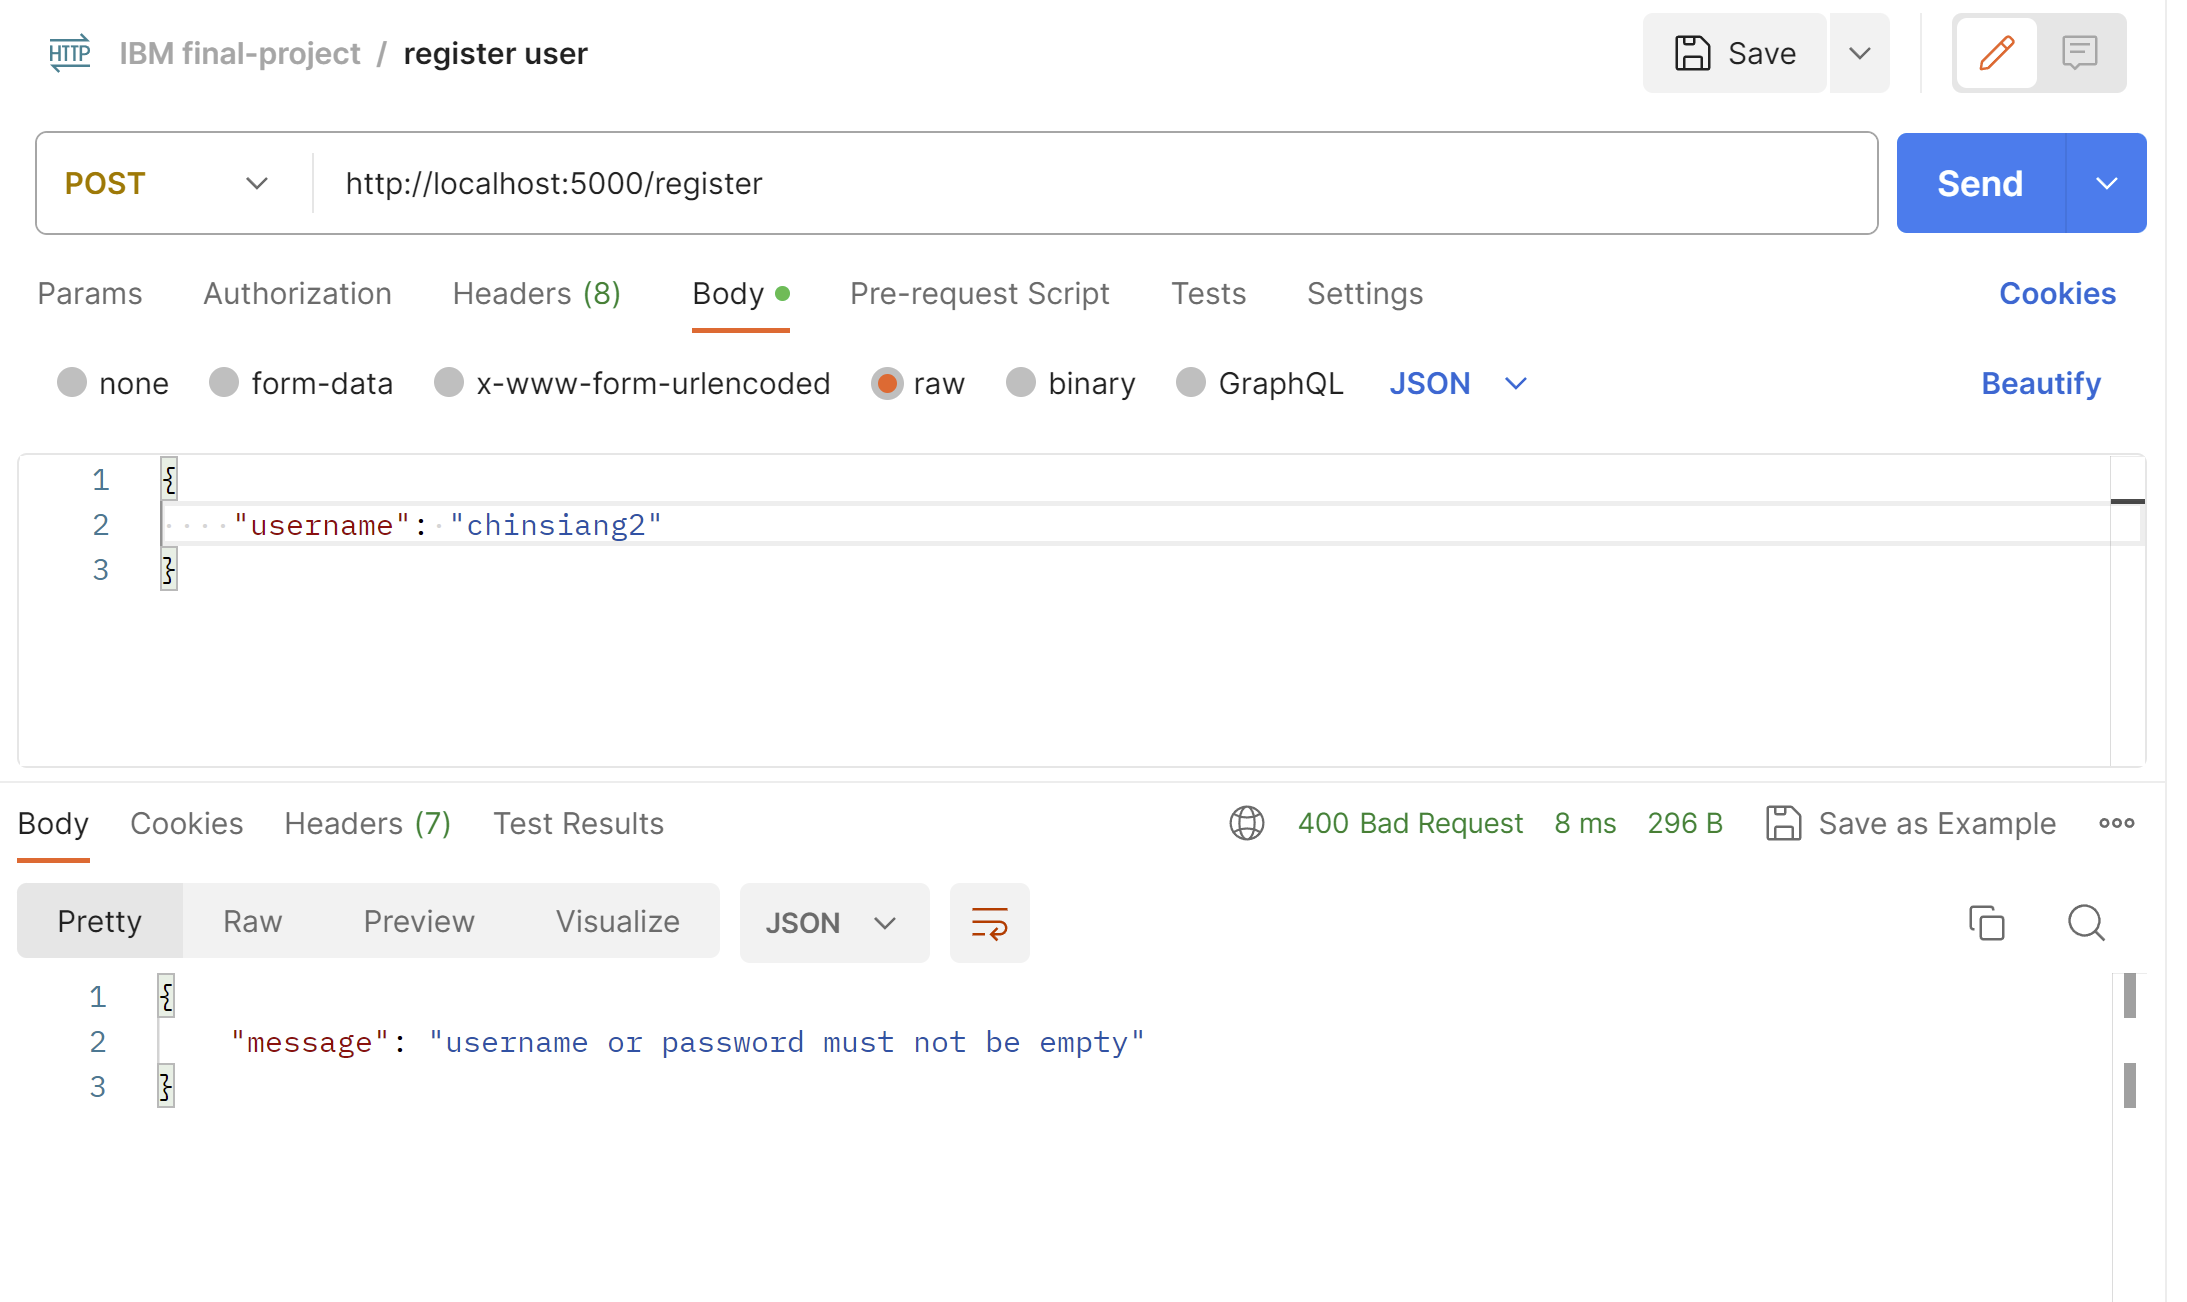 HTTP IBM final-project / register user Save
POST http://localhost:5000/register Send
Params Authorization Headers (8) Body Pre-request Script Tests Settings Cookies
none form-data x-www-form-urlencoded raw binary GraphQL JSON Beautify
1 {
2 ····"username":·"chinsiang2"
3 }
Body Cookies Headers (7) Test Results 400 Bad Request 8 ms 296 B Save as Example
Pretty Raw Preview Visualize JSON
1 {
2 "message": "username or password must not be empty"
3 }